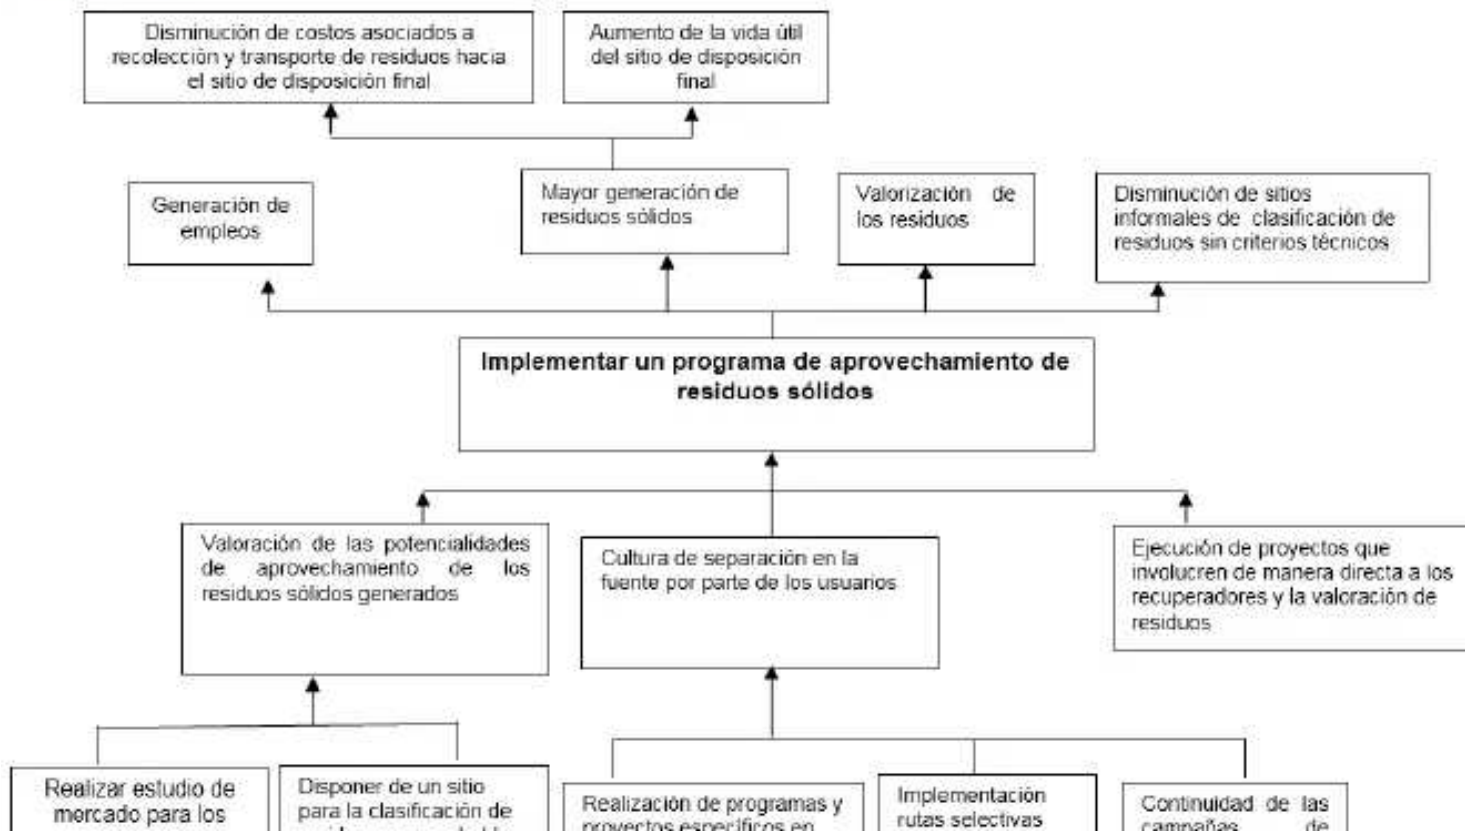 Disminución de costos asociados a
recolección y transporte de residuos hacia
el sitio de disposición final
Aumento de la vida útil
del sitio de disposición
final
Generación de
empleos
Mayor generación de
residuos sólidos
Valorización de
los residuos
Disminución de sitios
informales de clasificación de
residuos sin criterios técnicos
Implementar un programa de aprovechamiento de
residuos sólidos
Valoración de las potencialidades
de aprovechamiento de los
residuos sólidos generados
Cultura de separación en la
fuente por parte de los usuarios
Ejecución de proyectos que
involucren de manera directa a los
recuperadores y la valoración de
residuos
Realizar estudio de
mercado para los
Disponer de un sitio
para la clasificación de
Realización de programas y
proyectos específicos en
Implementación
rutas selectivas
Continuidad de las
campañas de